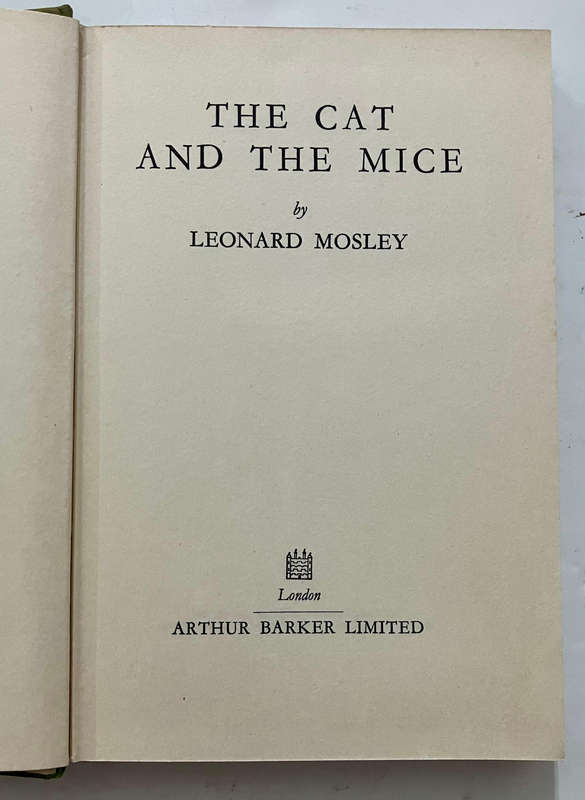 THE CAT
AND THE MICE
by
LEONARD MOSLEY
London
ARTHUR BARKER LIMITED